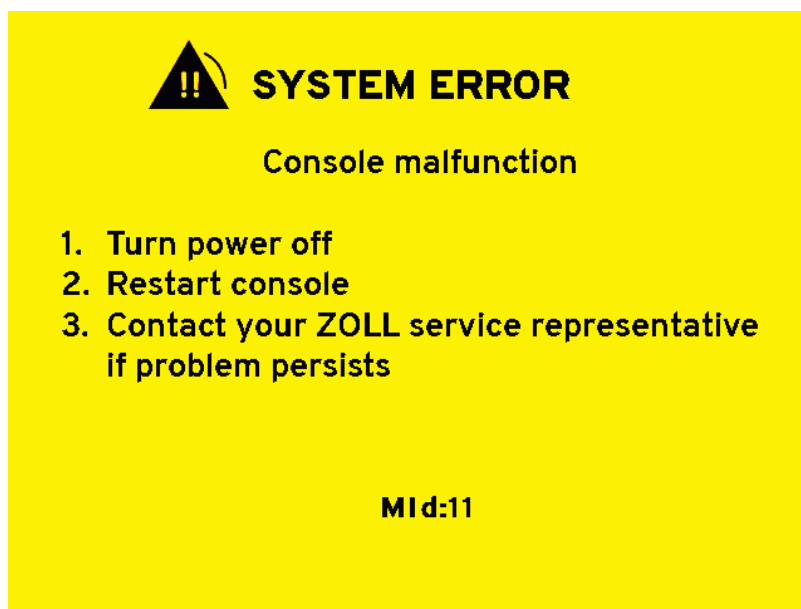 !!
SYSTEM ERROR
Console malfunction
1. Turn power off
2. Restart console
3. Contact your ZOLL service representative
if problem persists
MId:11